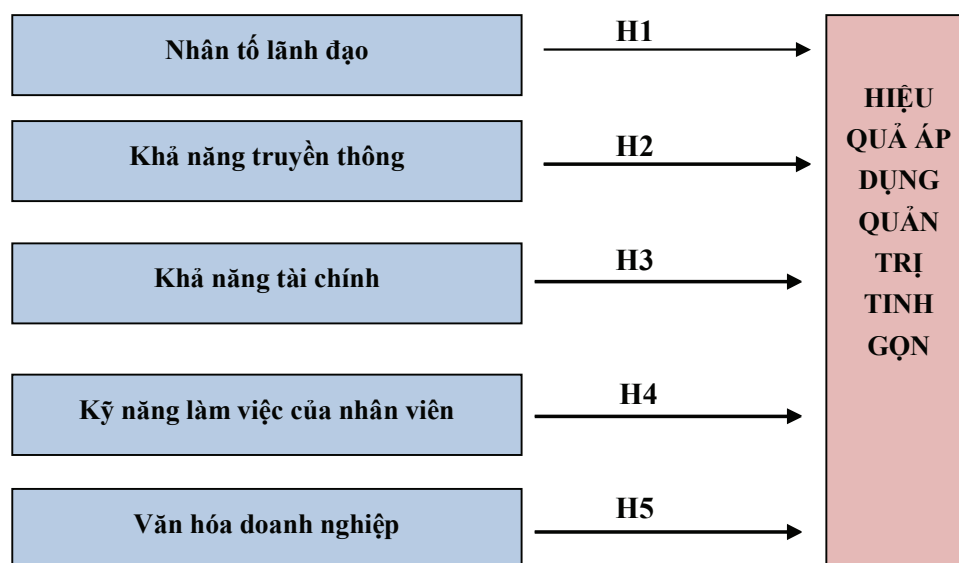 Nhân tố lãnh đạo
H1
Khả năng truyền thông
H2
Khả năng tài chính
H3
Kỹ năng làm việc của nhân viên
H4
Văn hóa doanh nghiệp
H5
HIỆU
QUẢ ÁP
DỤNG
QUẢN
TRỊ
TINH
GỌN